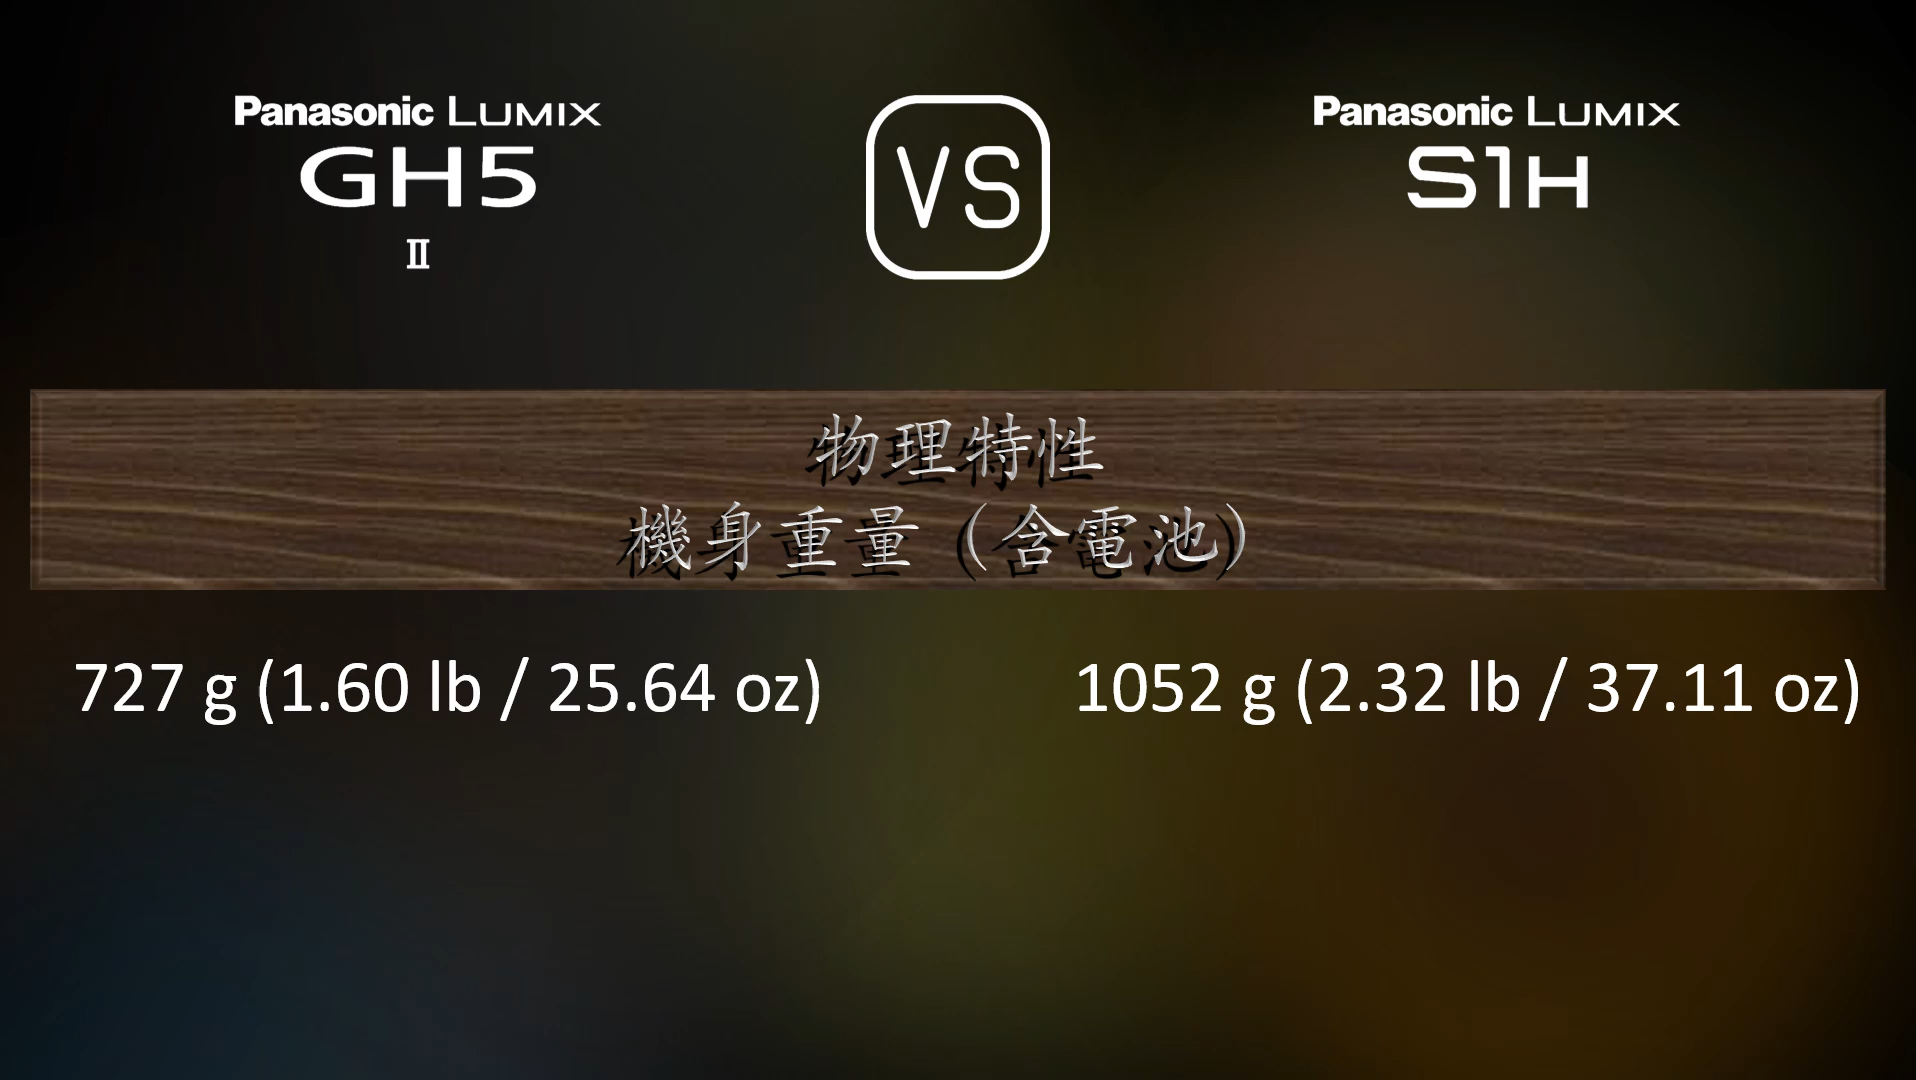 Panasonic LUMIX
GH5
II
VS
Panasonic LUMIX
S1H
物理特性
機身重量（含電池）
727 g (1.60 lb / 25.64 oz)
1052 g (2.32 lb / 37.11 oz)